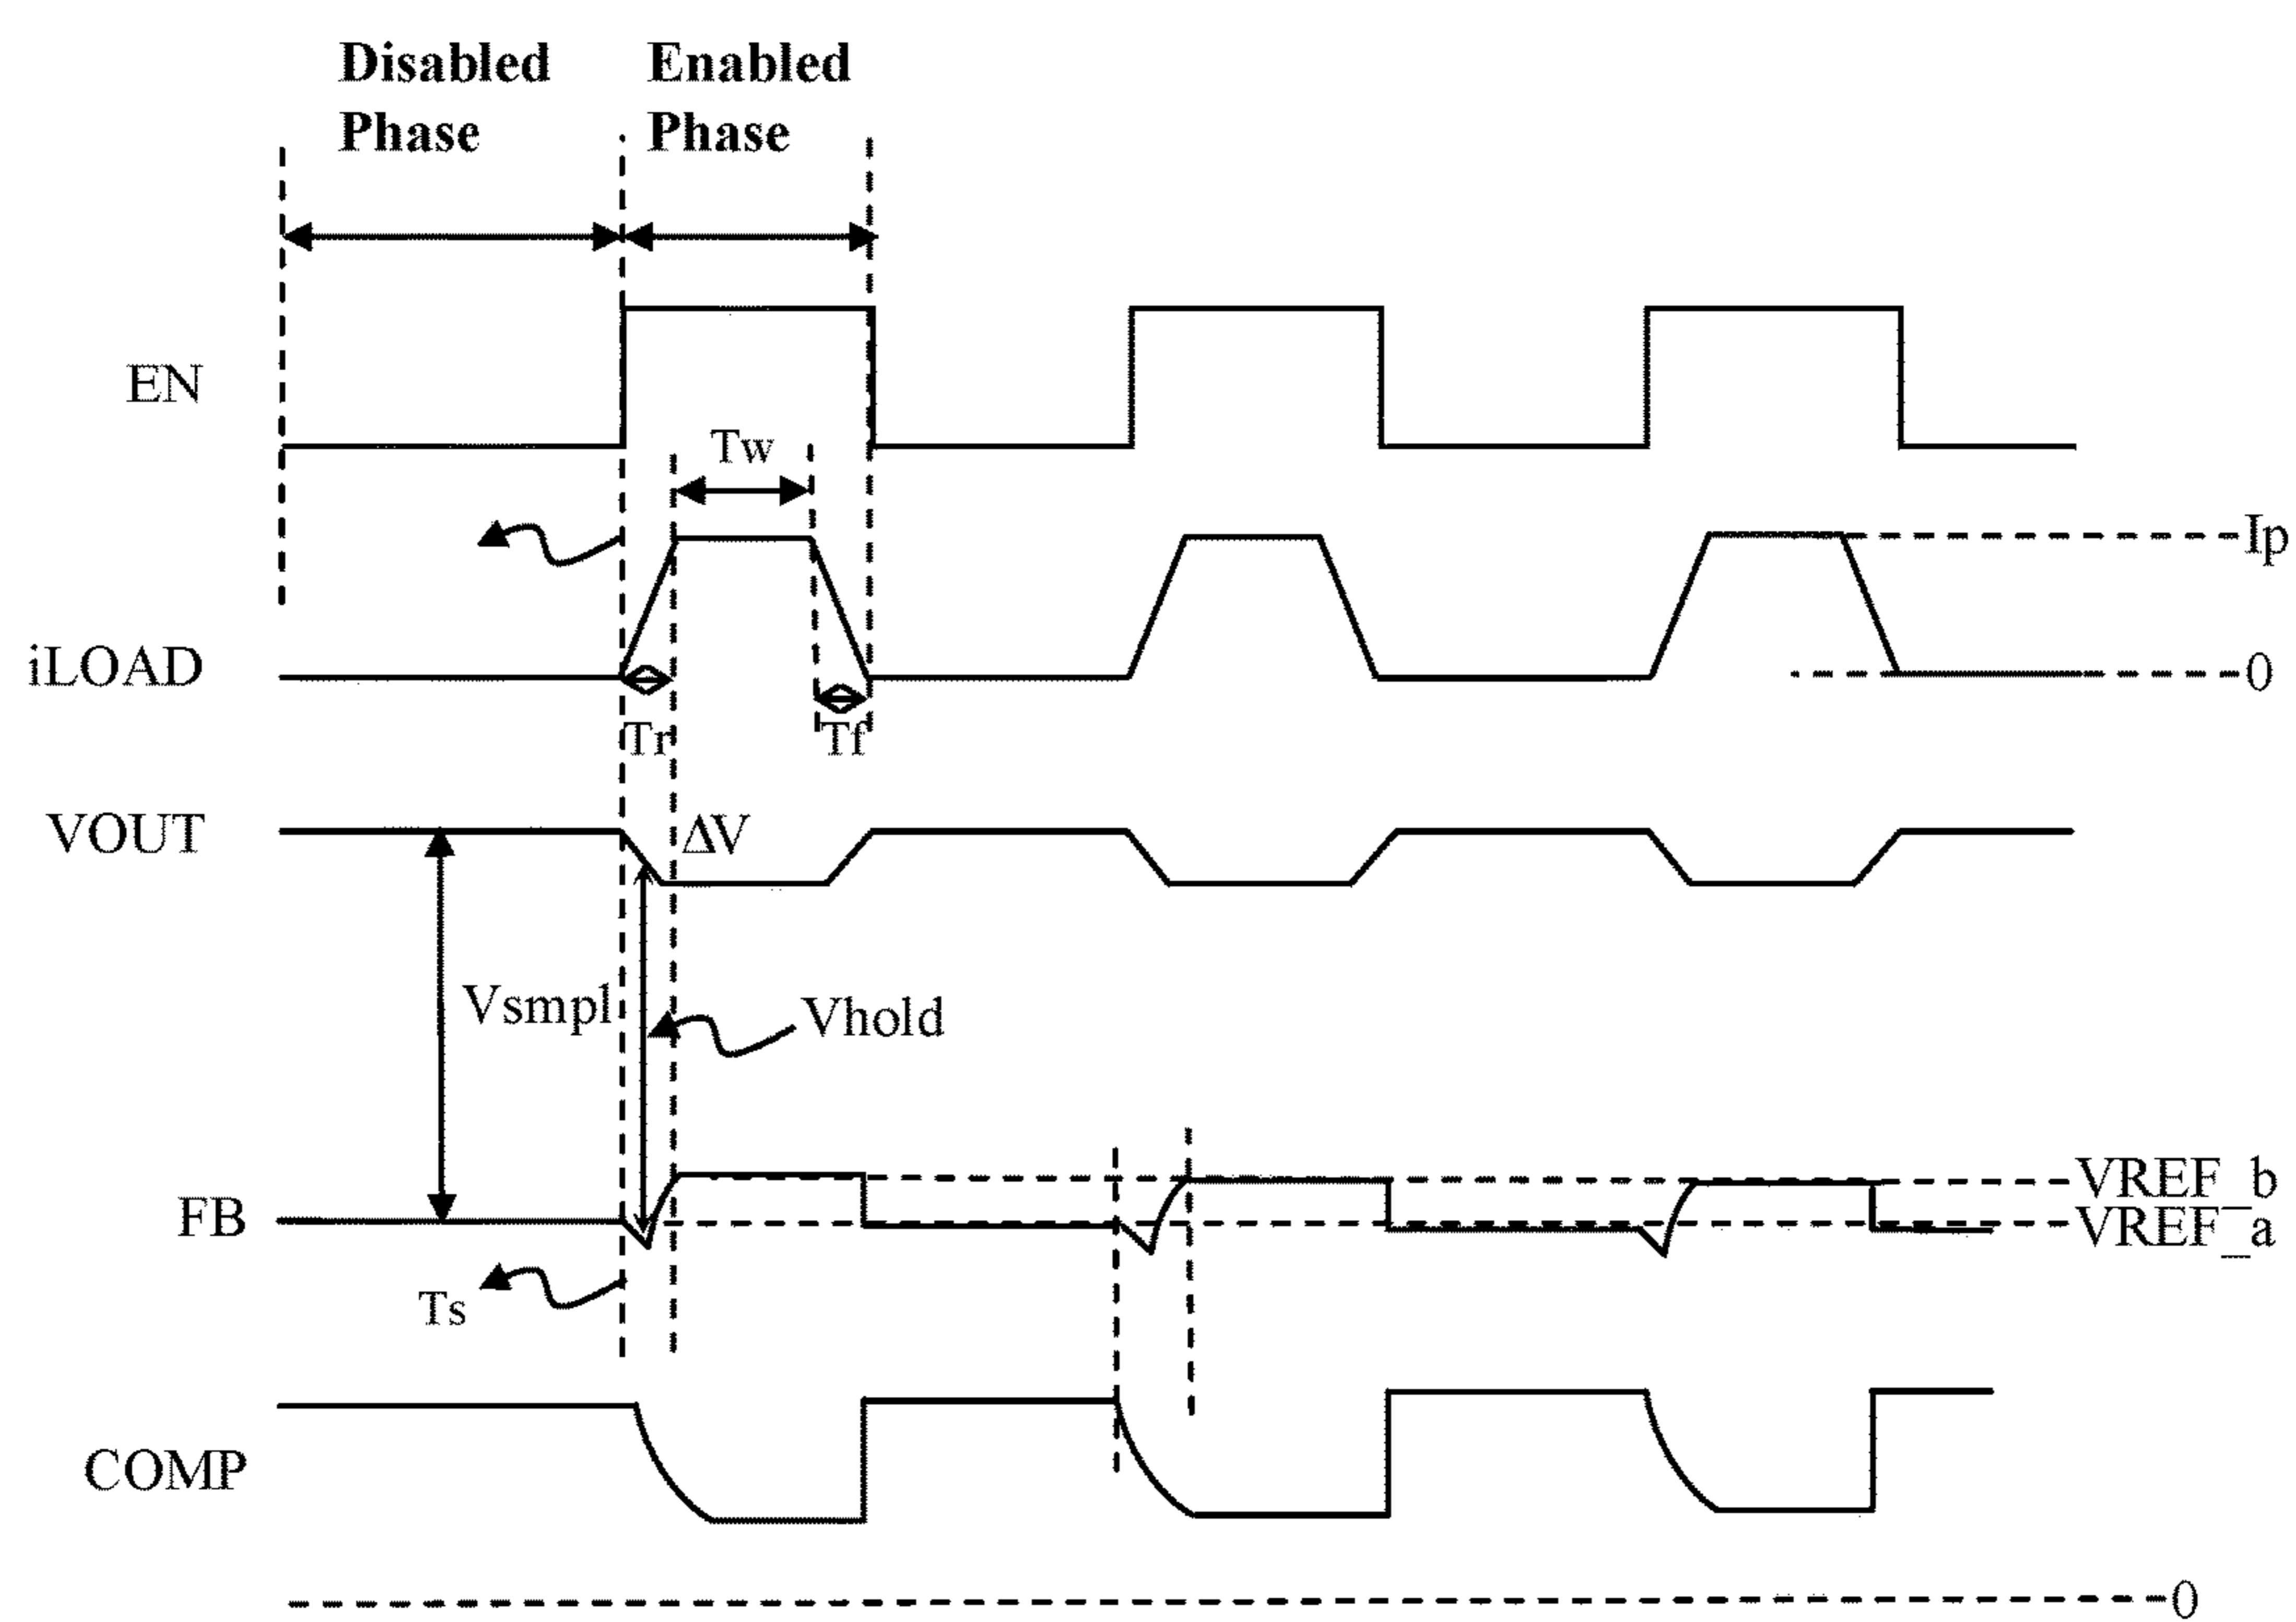 Disabled Phase
Enabled Phase
EN
Tw
Ip
iLOAD
0
Tr
Tf
VOUT
ΔV
Vsmpl
Vhold
FB
VREF_b
VREF_a
Ts
COMP
0